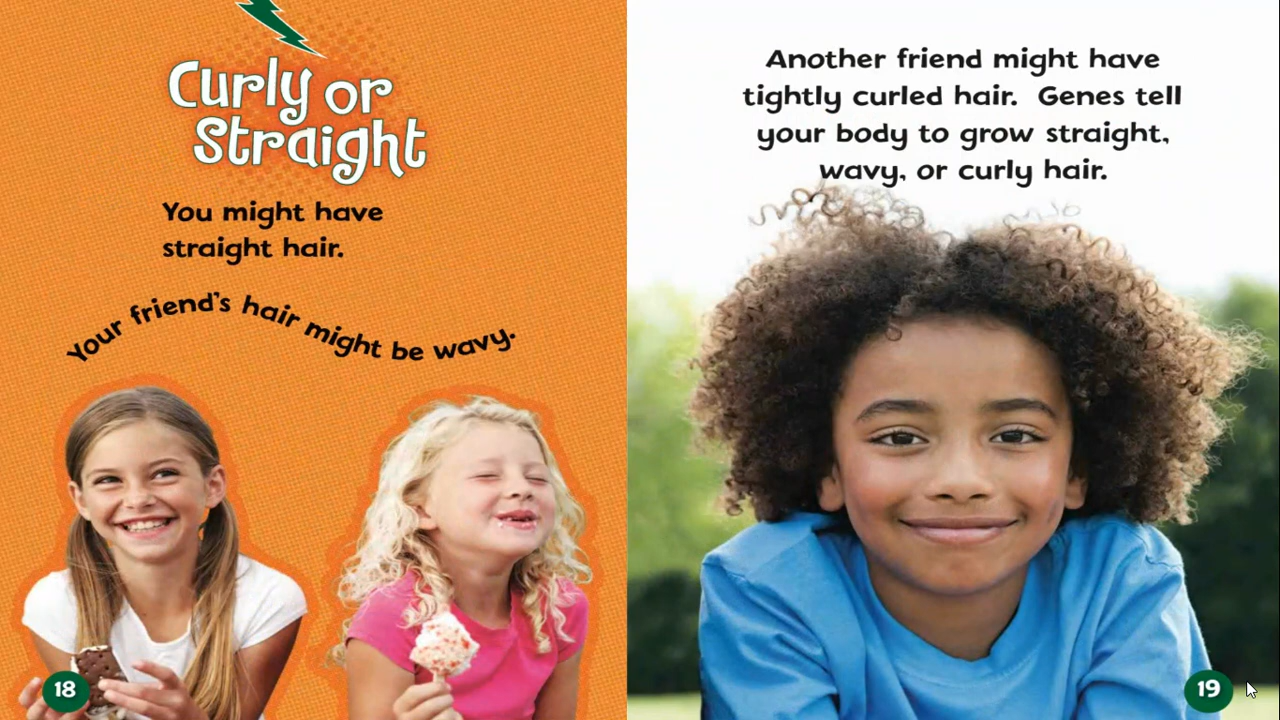 Curly or
Straight
You might have
straight hair.
Your friend's hair might be wavy.
18
Another friend might have
tightly curled hair. Genes tell
your body to grow straight,
wavy, or curly hair.
19